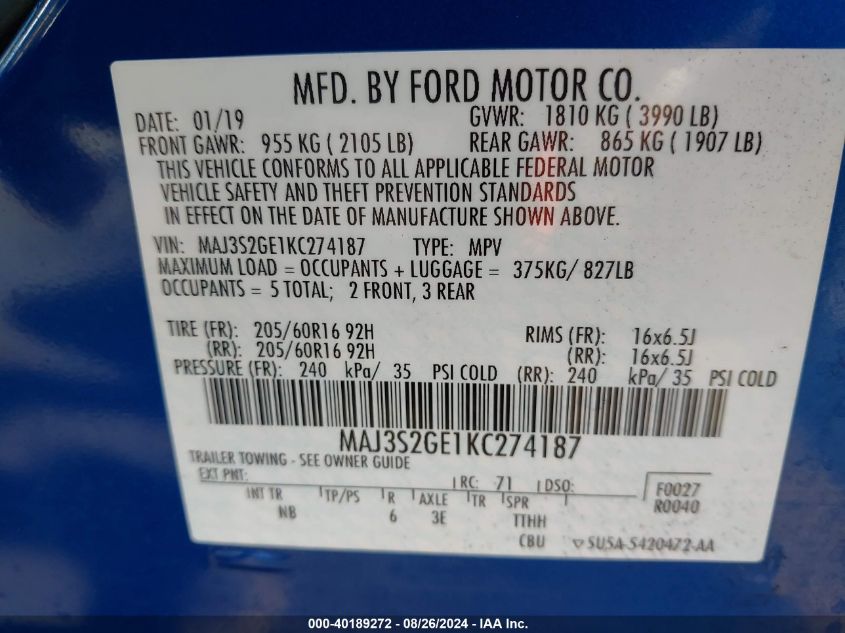 MFD. BY FORD MOTOR CO.
DATE: 01/19 GVWR: 1810 KG ( 3990 LB)
FRONT GAWR: 955 KG ( 2105 LB) REAR GAWR: 865 KG ( 1907 LB)
THIS VEHICLE CONFORMS TO ALL APPLICABLE FEDERAL MOTOR
VEHICLE SAFETY AND THEFT PREVENTION STANDARDS
IN EFFECT ON THE DATE OF MANUFACTURE SHOWN ABOVE.
VIN: MAJ3S2GE1KC274187 TYPE: MPV
MAXIMUM LOAD = OCCUPANTS + LUGGAGE = 375KG/ 827LB
OCCUPANTS = 5 TOTAL; 2 FRONT, 3 REAR
TIRE (FR): 205/60R16 92H RIMS (FR): 16x6.5J
(RR): 205/60R16 92H (RR): 16x6.5J
PRESSURE (FR): 240 kPa/ 35 PSI COLD (RR): 240 kPa/ 35 PSI COLD
MAJ3S2GE1KC274187
TRAILER TOWING - SEE OWNER GUIDE
EXT PNT: RC: 71 DSO: F0027
INT TR TP/PS R AXLE TR SPR R0040
NB 6 3E TTHH
CBU SU5A-5420472-AA
000-40189272 - 08/26/2024 - IAA Inc.